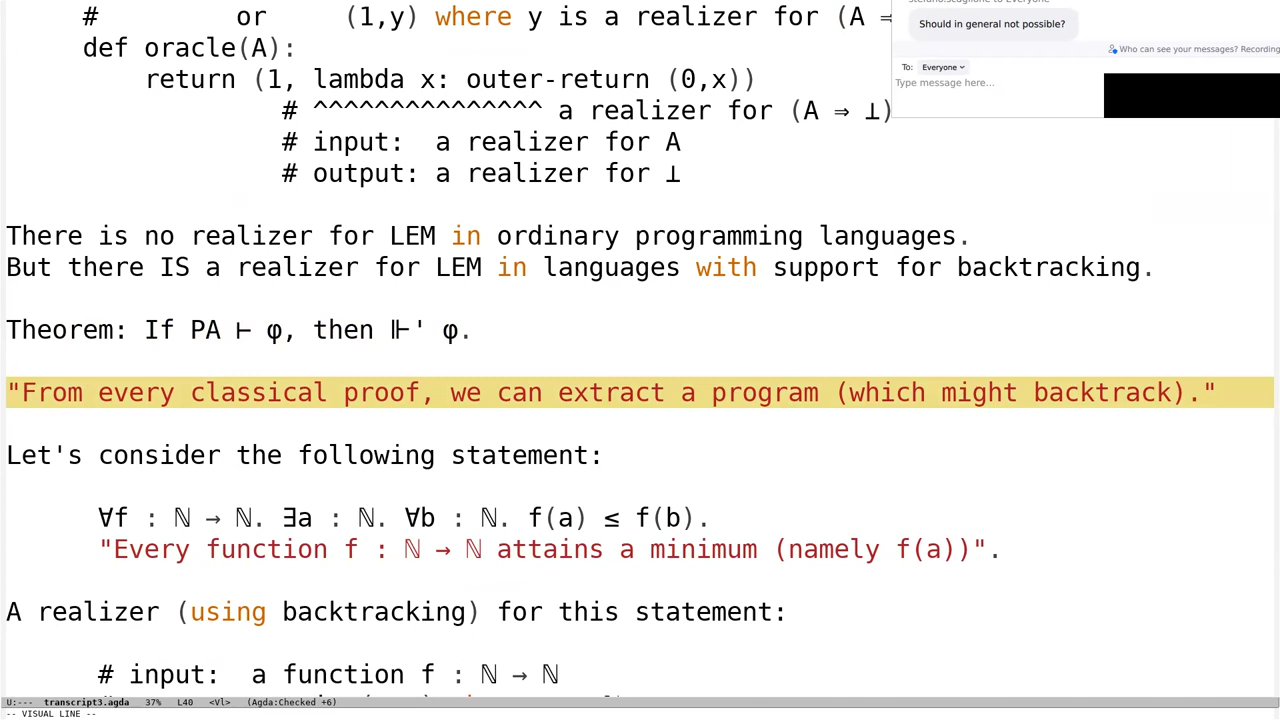 #         or      (1,y) where y is a realizer for (A ⇒
def oracle(A):
return (1, lambda x: outer-return (0,x))
# ^^^^^^^^^^^^^^^ a realizer for (A ⇒ ⊥)
# input:  a realizer for A
# output: a realizer for ⊥
There is no realizer for LEM in ordinary programming languages.
But there IS a realizer for LEM in languages with support for backtracking.
Theorem: If PA ⊢ φ, then ⊩' φ.
"From every classical proof, we can extract a program (which might backtrack)."
Let's consider the following statement:
∀f : ℕ → ℕ. ∃a : ℕ. ∀b : ℕ. f(a) ≤ f(b).
"Every function f : ℕ → ℕ attains a minimum (namely f(a))".
A realizer (using backtracking) for this statement:
# input:  a function f : ℕ → ℕ
U:---  transcript3.agda   37%  L40   <Vl>   (Agda:Checked +6)
-- VISUAL LINE --
to Everyone
Should in general not possible?
Who can see your messages? Recording
To: Everyone
Type message here...